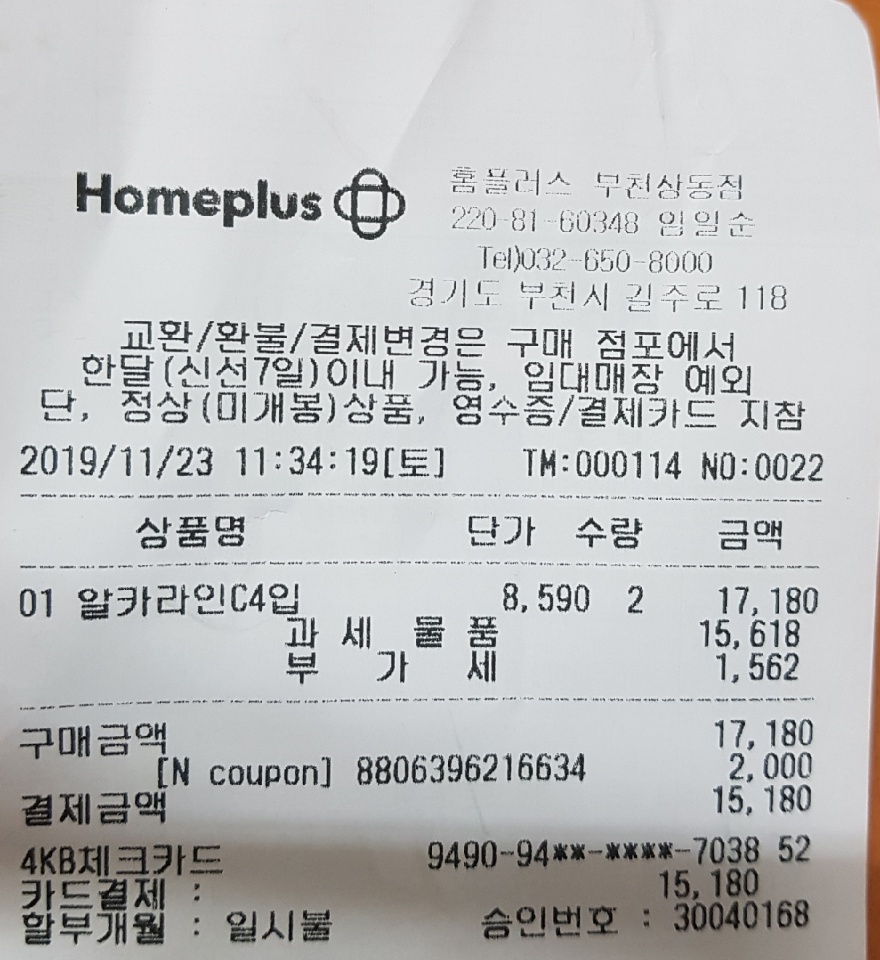 Homeplus
홈플러스 부천상동점
220-81-60348 임일순
Tel)032-650-8000
경기도 부천시 길주로 118
교환/환불/결제변경은 구매 점포에서
한달(신선7일)이내 가능, 임대매장 예외
단, 정상(미개봉)상품, 영수증/결제카드 지참
2019/11/23 11:34:19[토] TM:000114 NO:0022
상품명 단가 수량 금액
01 알카라인C4입 8,590 2 17,180
과 세 물 품 15,618
부 가 세 1,562
구매금액 17,180
[N coupon] 8806396216634 2,000
결제금액 15,180
4KB체크카드 9490-94**-****-7038 52
카드결제 : 15,180
할부개월 : 일시불 승인번호 : 30040168